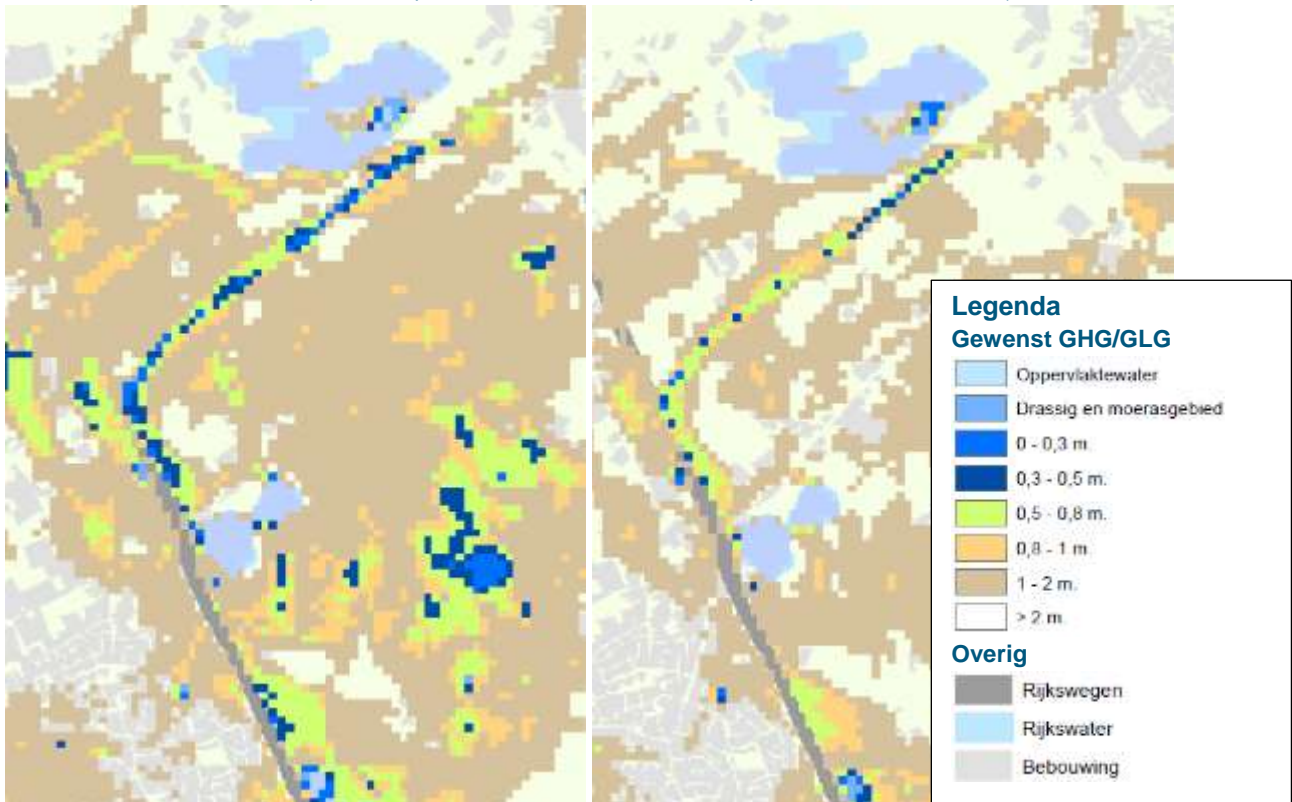 Legenda
Gewenst GHG/GLG
Oppervlaktewater
Drassig en moerasgebied
0 - 0,3 m.
0,3 - 0,5 m.
0,5 - 0,8 m.
0,8 - 1 m.
1 - 2 m.
> 2 m.
Overig
Rijkswegen
Rijkswater
Bebouwing